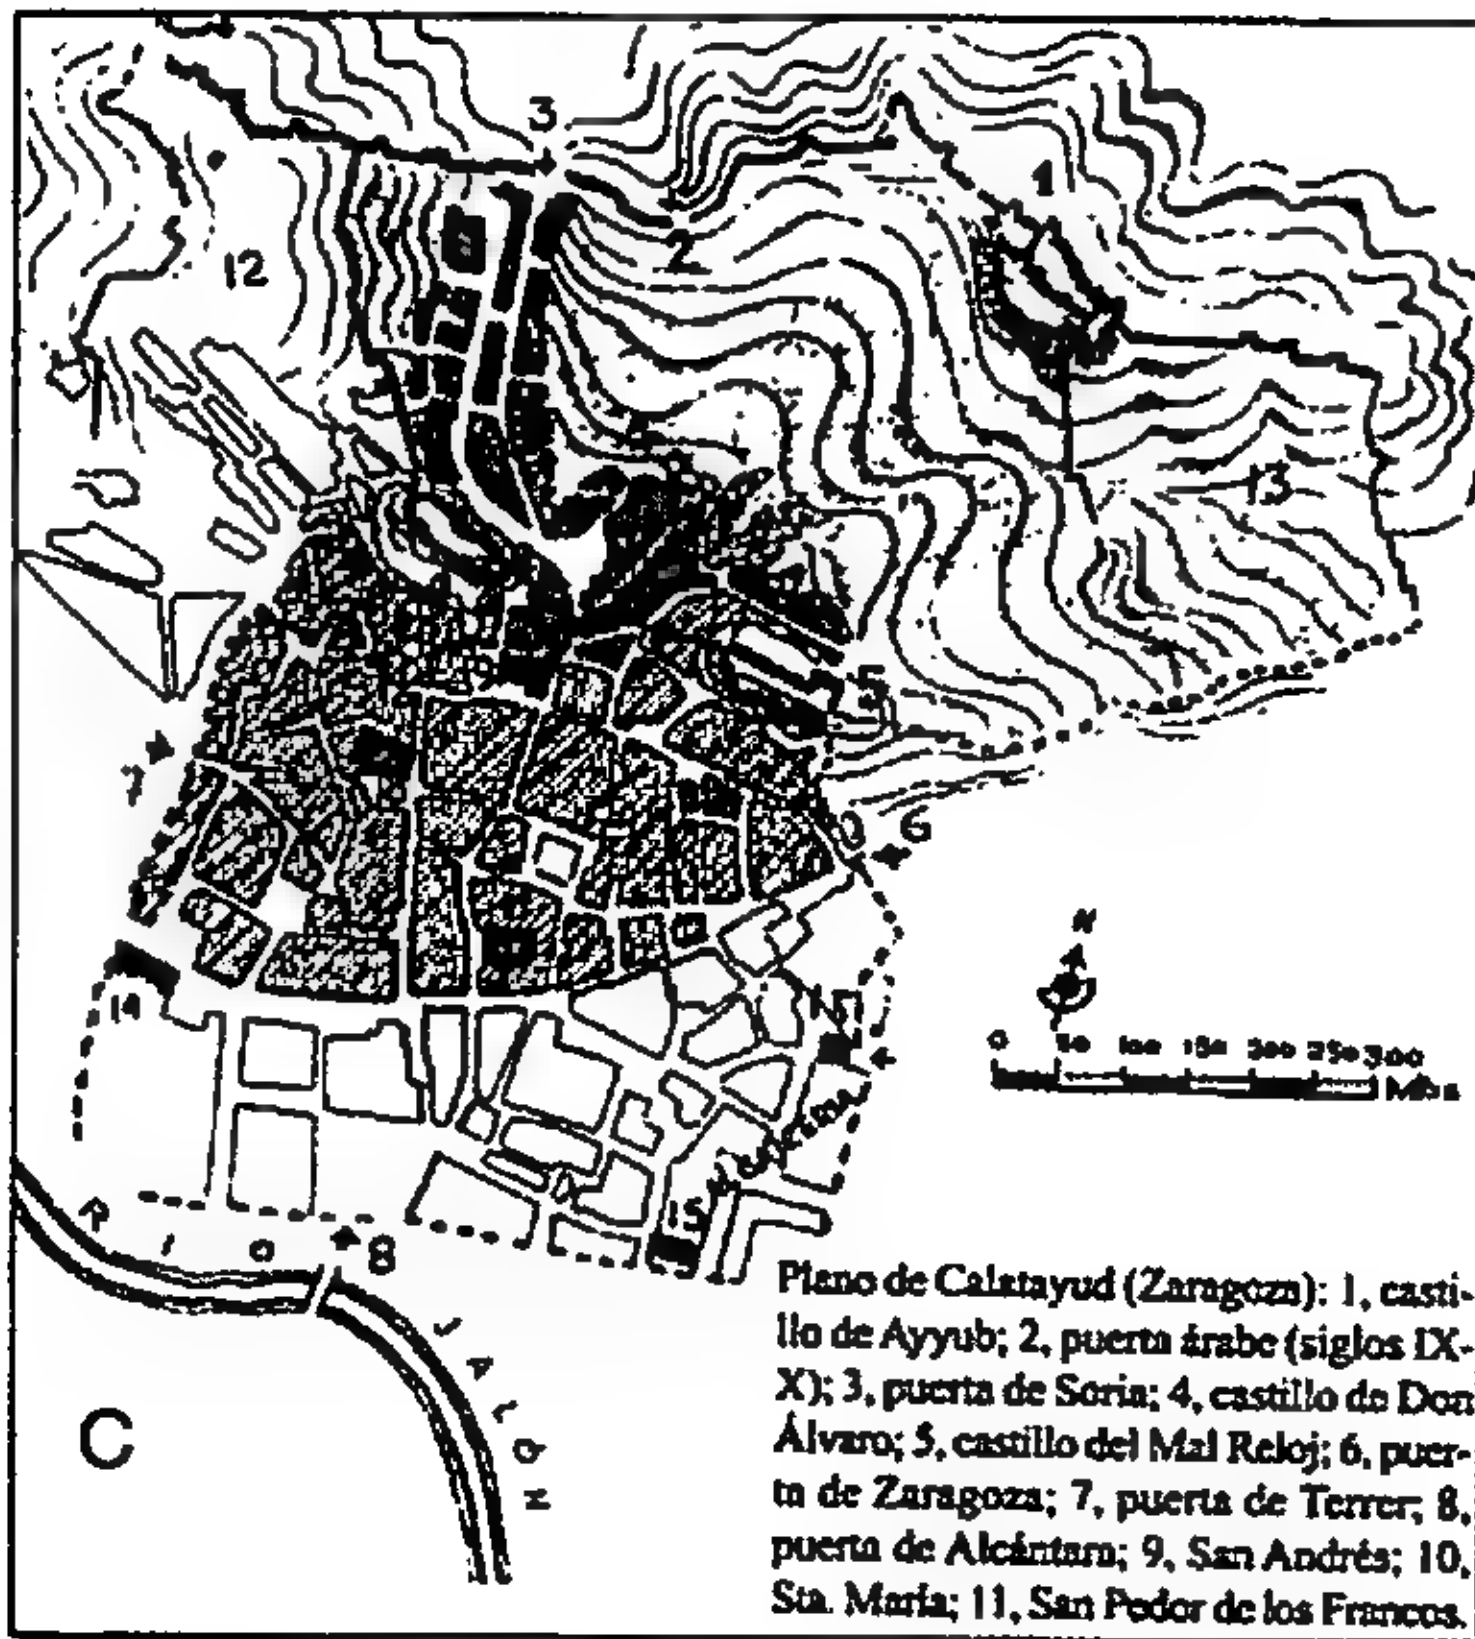 3
1
2
12
13
5
7
6
N
14
15
0 50 100 150 200 250 300
Mts
15
8
RIO JALON
C
Plano de Calatayud (Zaragoza): 1, casti-
llo de Ayyub; 2, puerta árabe (siglos IX-
X); 3, puerta de Soria; 4, castillo de Don
Álvaro; 5, castillo del Mal Reloj; 6, puer-
ta de Zaragoza; 7, puerta de Terrer; 8,
puerta de Alcántara; 9, San Andrés; 10,
Sta. María; 11, San Pedor de los Francos.